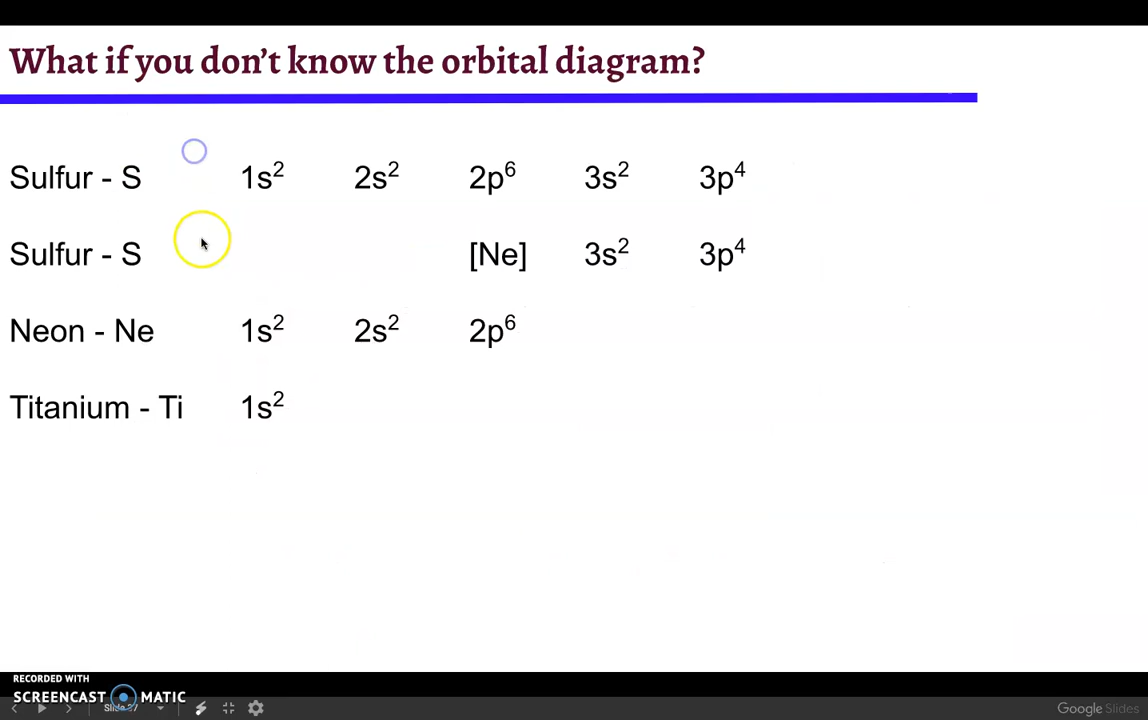 What if you don't know the orbital diagram?
Sulfur - S 1s² 2s² 2p⁶ 3s² 3p⁴
Sulfur - S [Ne] 3s² 3p⁴
Neon - Ne 1s² 2s² 2p⁶
Titanium - Ti 1s²
RECORDED WITH
SCREENCAST MATIC
Google Slides